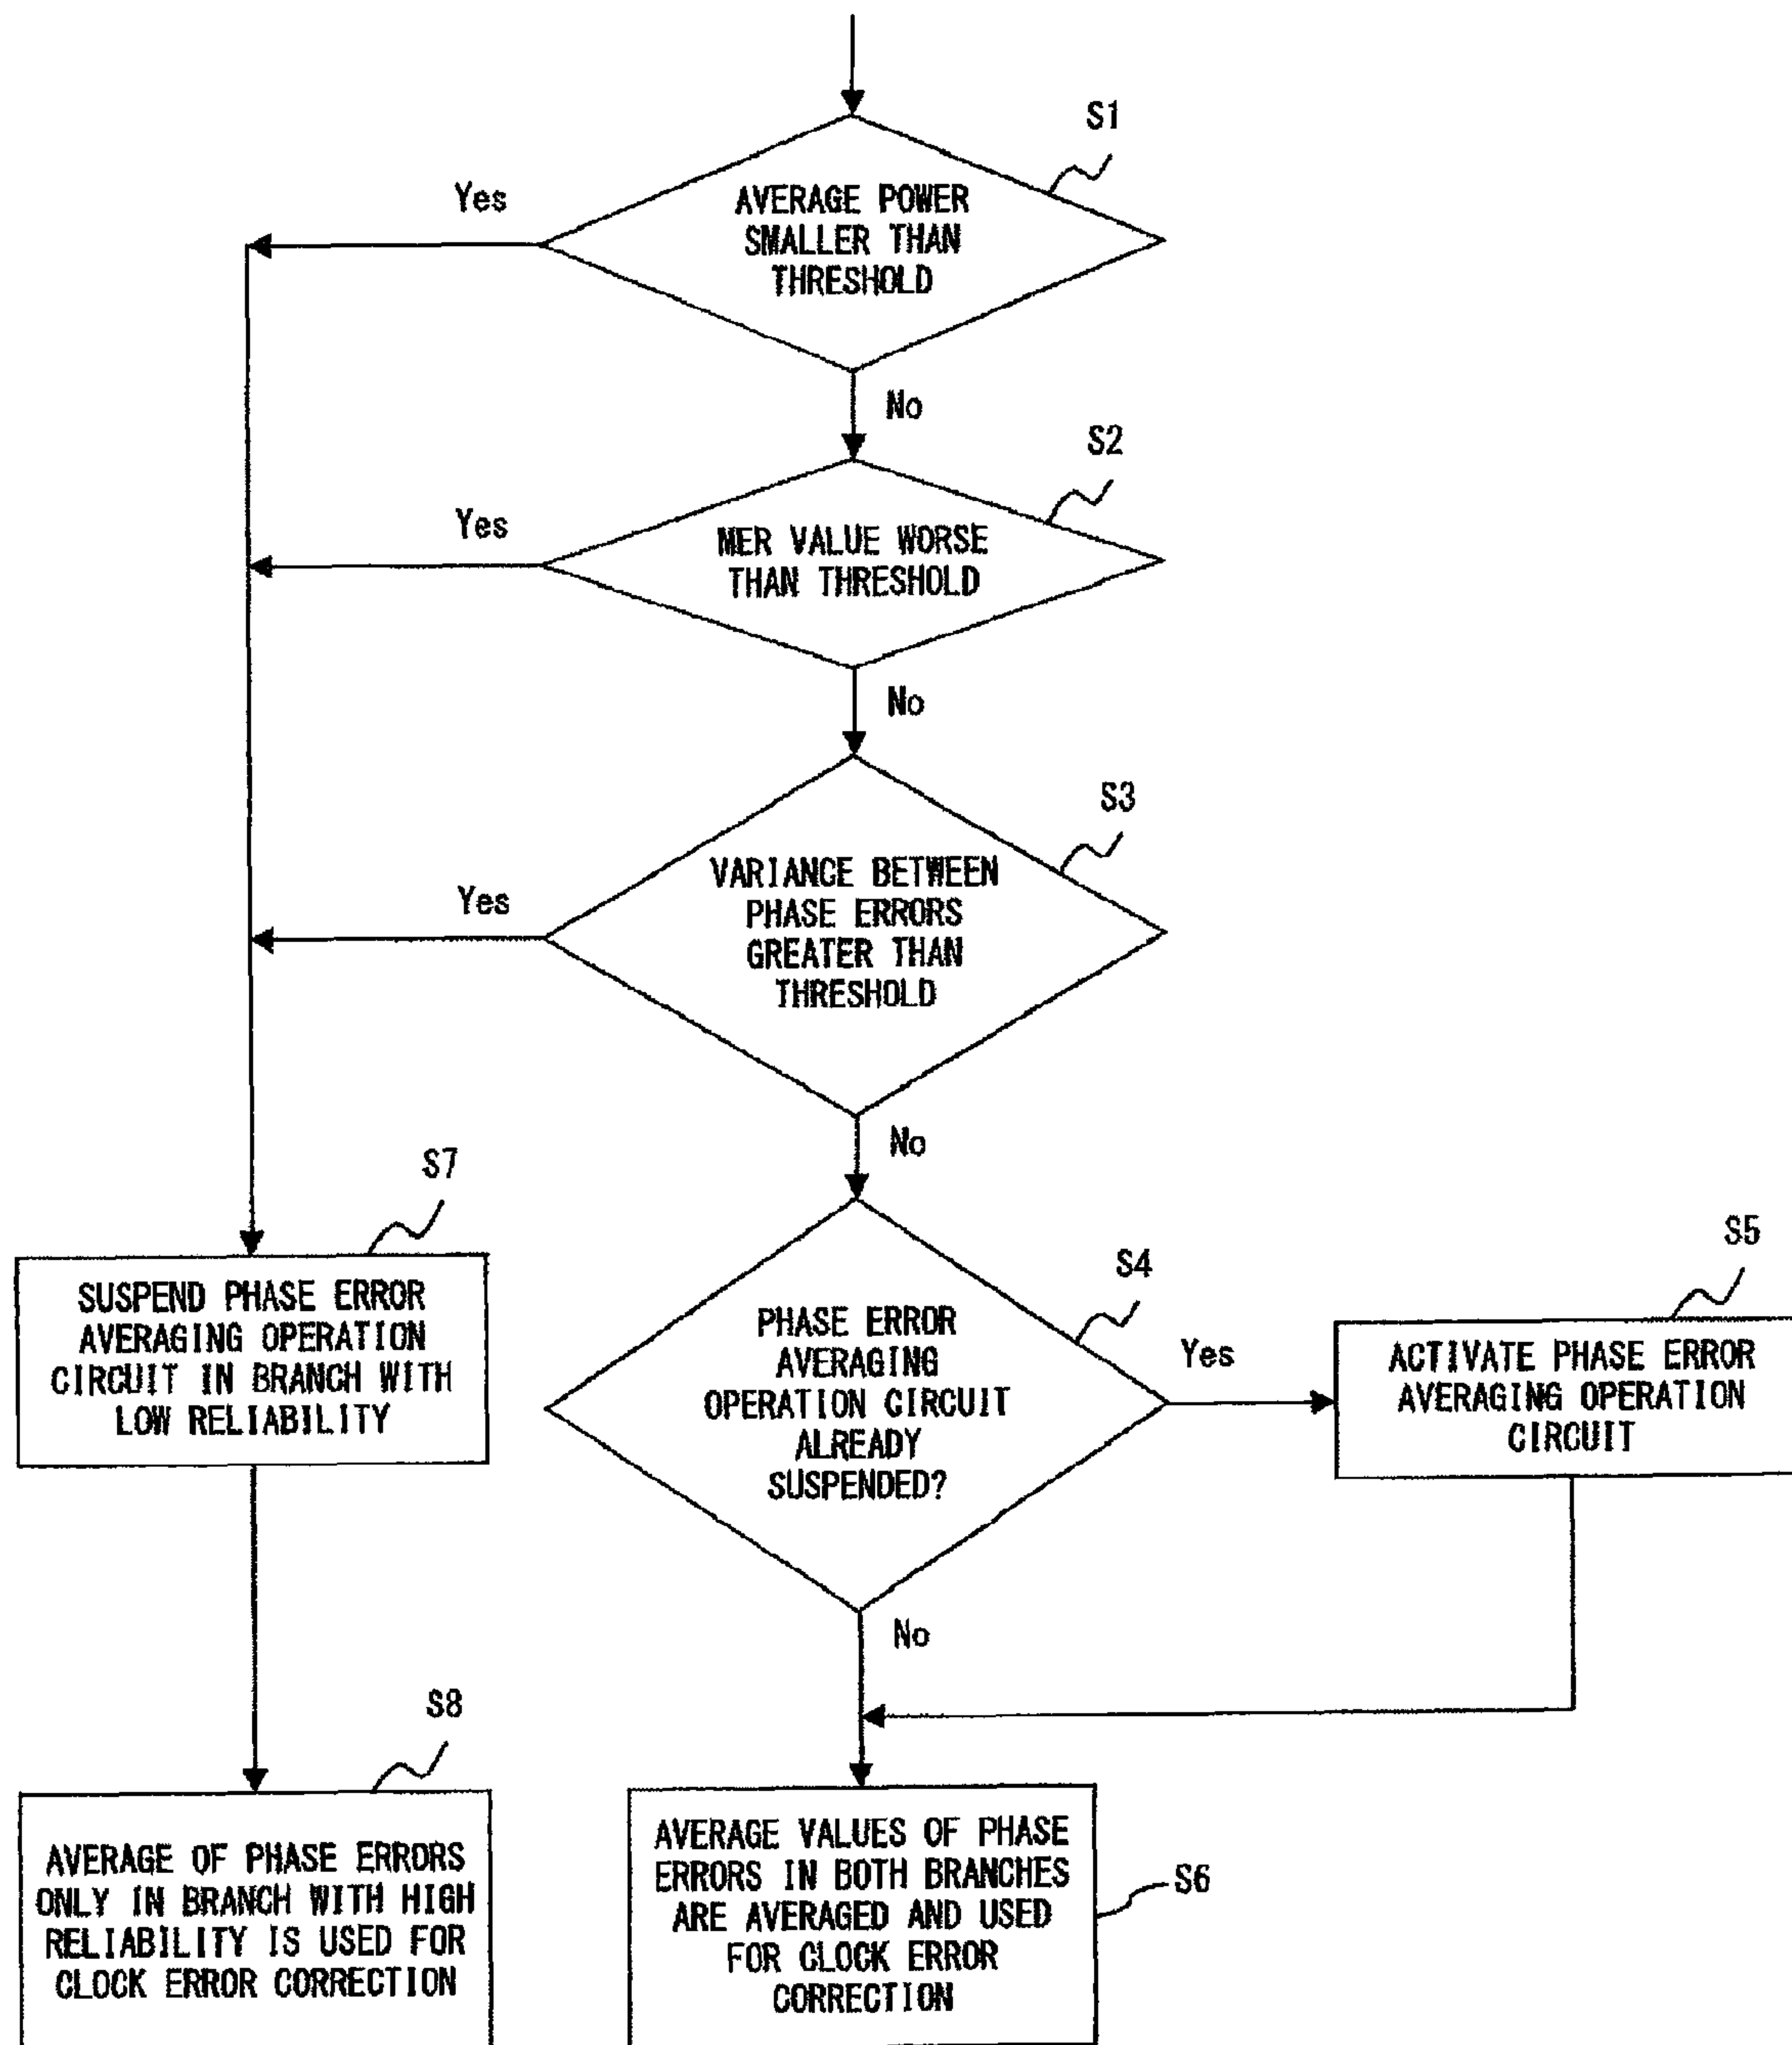 S1
AVERAGE POWER
SMALLER THAN
THRESHOLD
Yes
No
S2
MER VALUE WORSE
THAN THRESHOLD
Yes
No
S3
VARIANCE BETWEEN
PHASE ERRORS
GREATER THAN
THRESHOLD
Yes
No
S4
PHASE ERROR
AVERAGING
OPERATION CIRCUIT
ALREADY
SUSPENDED?
Yes
No
S5
ACTIVATE PHASE ERROR
AVERAGING OPERATION
CIRCUIT
S7
SUSPEND PHASE ERROR
AVERAGING OPERATION
CIRCUIT IN BRANCH WITH
LOW RELIABILITY
S8
AVERAGE OF PHASE ERRORS
ONLY IN BRANCH WITH HIGH
RELIABILITY IS USED FOR
CLOCK ERROR CORRECTION
AVERAGE VALUES OF PHASE
ERRORS IN BOTH BRANCHES
ARE AVERAGED AND USED
FOR CLOCK ERROR
CORRECTION
S6